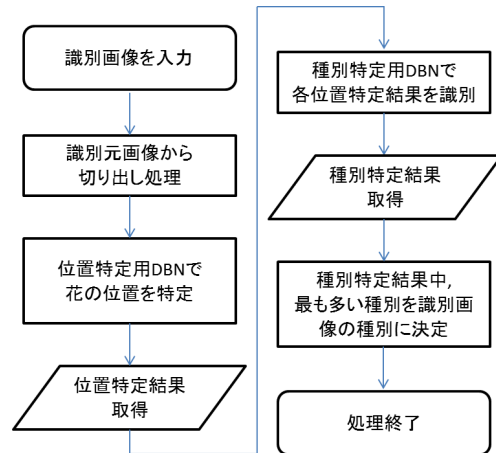 識別画像を入力
識別元画像から
切り出し処理
位置特定用DBNで
花の位置を特定
位置特定結果
取得
種別特定用DBNで
各位置特定結果を識別
種別特定結果
取得
種別特定結果中,
最も多い種別を識別画
像の種別に決定
処理終了